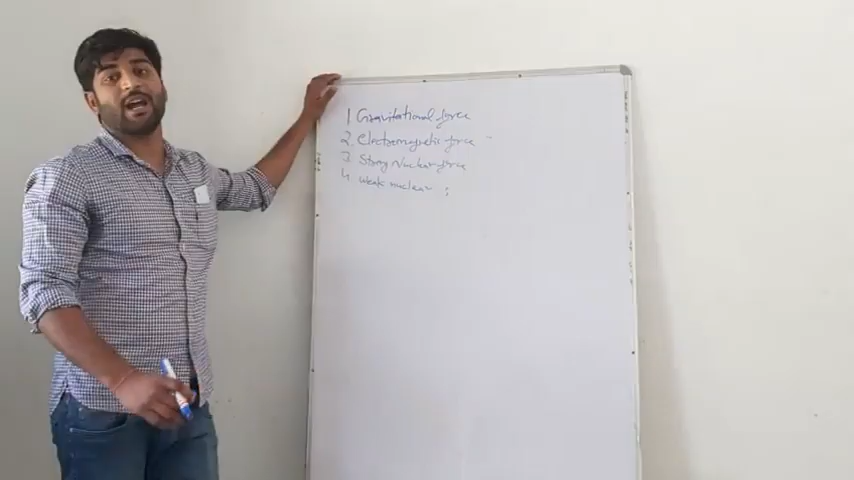 1 Gravitational force
2. Electromagnetic force
3 Strong Nuclear force
4 weak nuclear :